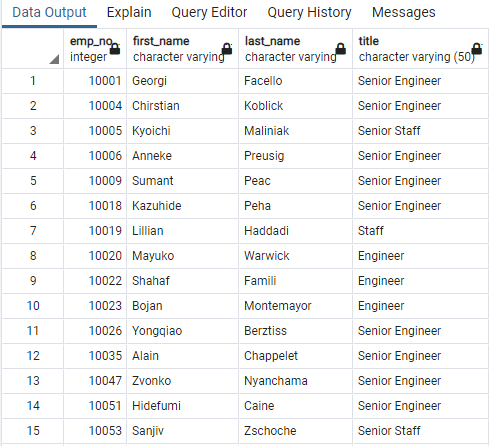 Data Output Explain Query Editor Query History Messages
emp_no first_name last_name title
integer character varying character varying character varying (50)
1 10001 Georgi Facello Senior Engineer
2 10004 Chirstian Koblick Senior Engineer
3 10005 Kyoichi Maliniak Senior Staff
4 10006 Anneke Preusig Senior Engineer
5 10009 Sumant Peac Senior Engineer
6 10018 Kazuhide Peha Senior Engineer
7 10019 Lillian Haddadi Staff
8 10020 Mayuko Warwick Engineer
9 10022 Shahaf Famili Engineer
10 10023 Bojan Montemayor Engineer
11 10026 Yongqiao Berztiss Senior Engineer
12 10035 Alain Chappelet Senior Engineer
13 10047 Zvonko Nyanchama Senior Engineer
14 10051 Hidefumi Caine Senior Engineer
15 10053 Sanjiv Zschoche Senior Staff